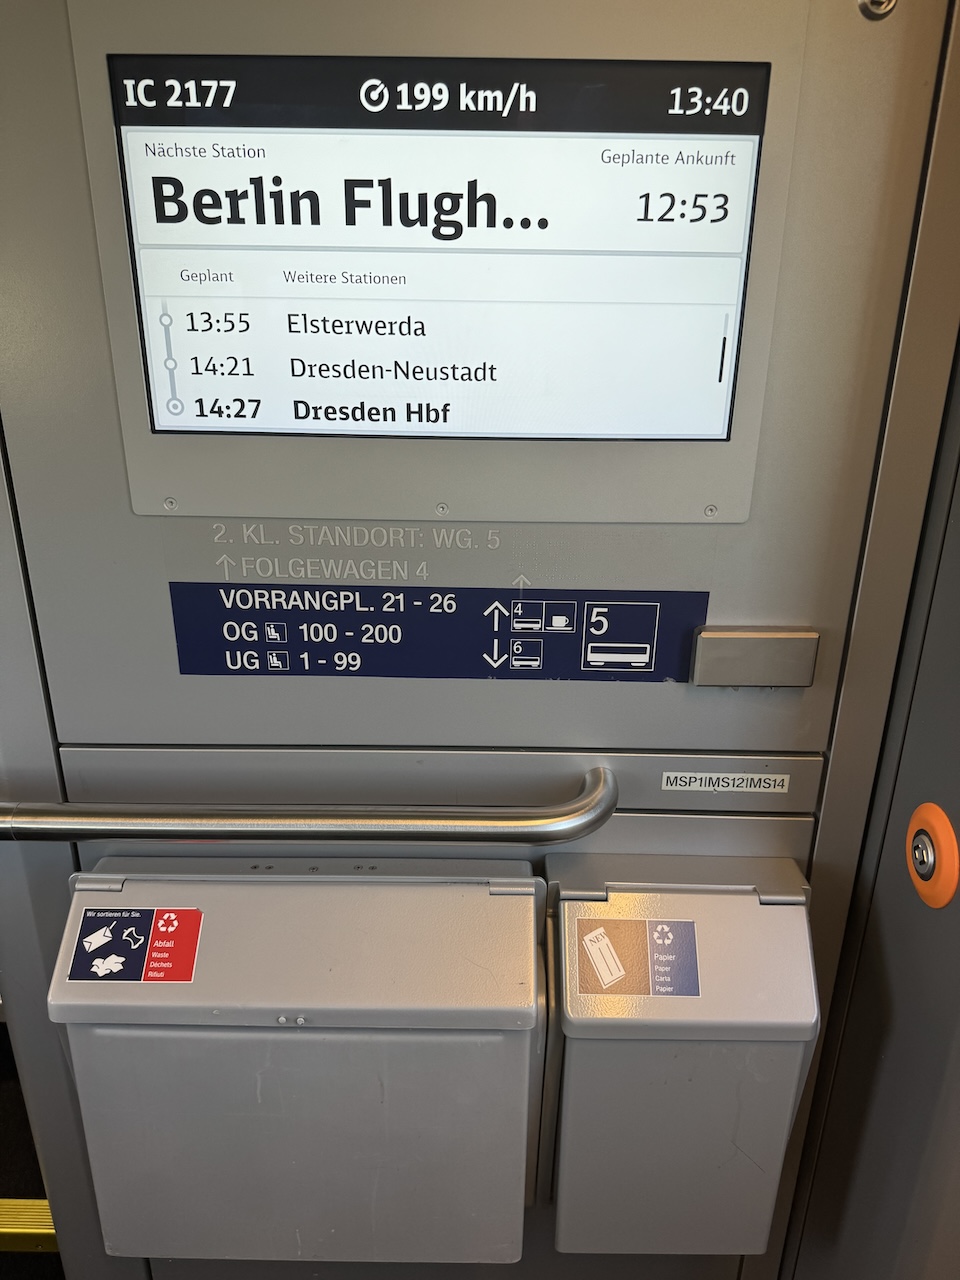 IC 2177 199 km/h 13:40
Nächste Station Geplante Ankunft
Berlin Flugh... 12:53
Geplant Weitere Stationen
13:55 Elsterwerda
14:21 Dresden-Neustadt
14:27 Dresden Hbf
2. KL. STANDORT: WG. 5
↑ FOLGEWAGEN 4
VORRANGPL. 21 - 26
OG 100 - 200
UG 1 - 99
4
6
5
MSP1|MS12|MS14
Wir sortieren für Sie.
Abfall
Waste
Déchets
Rifiuti
NEW
Papier
Paper
Carta
Papier